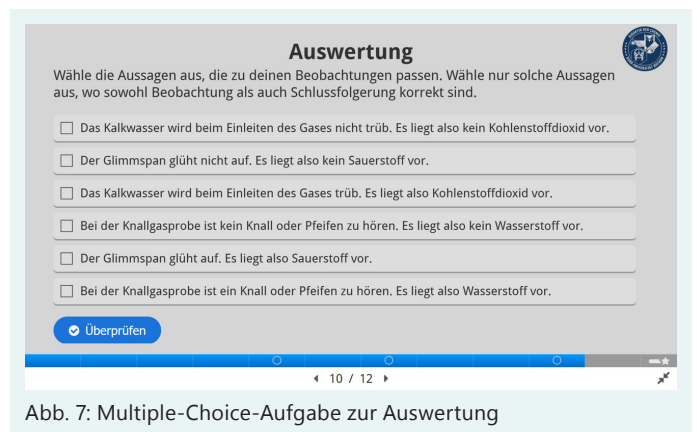 Auswertung
Wähle die Aussagen aus, die zu deinen Beobachtungen passen. Wähle nur solche Aussagen
aus, wo sowohl Beobachtung als auch Schlussfolgerung korrekt sind.
Das Kalkwasser wird beim Einleiten des Gases nicht trüb. Es liegt also kein Kohlenstoffdioxid vor.
Der Glimmspan glüht nicht auf. Es liegt also kein Sauerstoff vor.
Das Kalkwasser wird beim Einleiten des Gases trüb. Es liegt also Kohlenstoffdioxid vor.
Bei der Knallgasprobe ist kein Knall oder Pfeifen zu hören. Es liegt also kein Wasserstoff vor.
Der Glimmspan glüht auf. Es liegt also Sauerstoff vor.
Bei der Knallgasprobe ist ein Knall oder Pfeifen zu hören. Es liegt also Wasserstoff vor.
Überprüfen
10 / 12
Abb. 7: Multiple-Choice-Aufgabe zur Auswertung